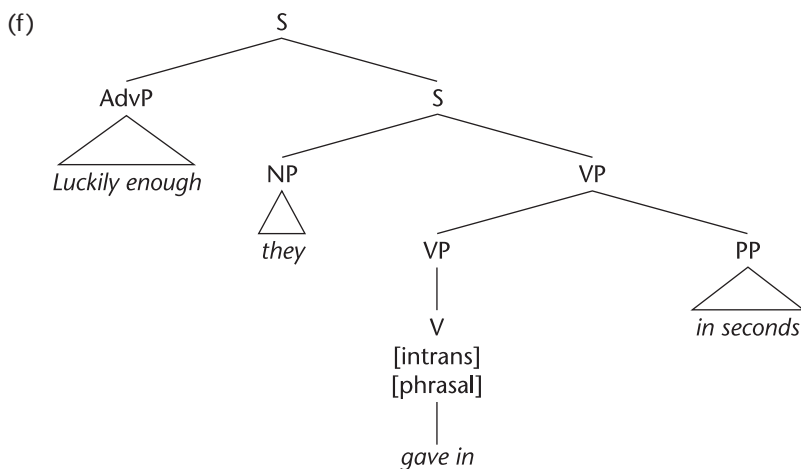 (f)
S
AdvP
S
Luckily enough
NP
VP
they
VP
PP
V
in seconds
[intrans]
[phrasal]
gave in